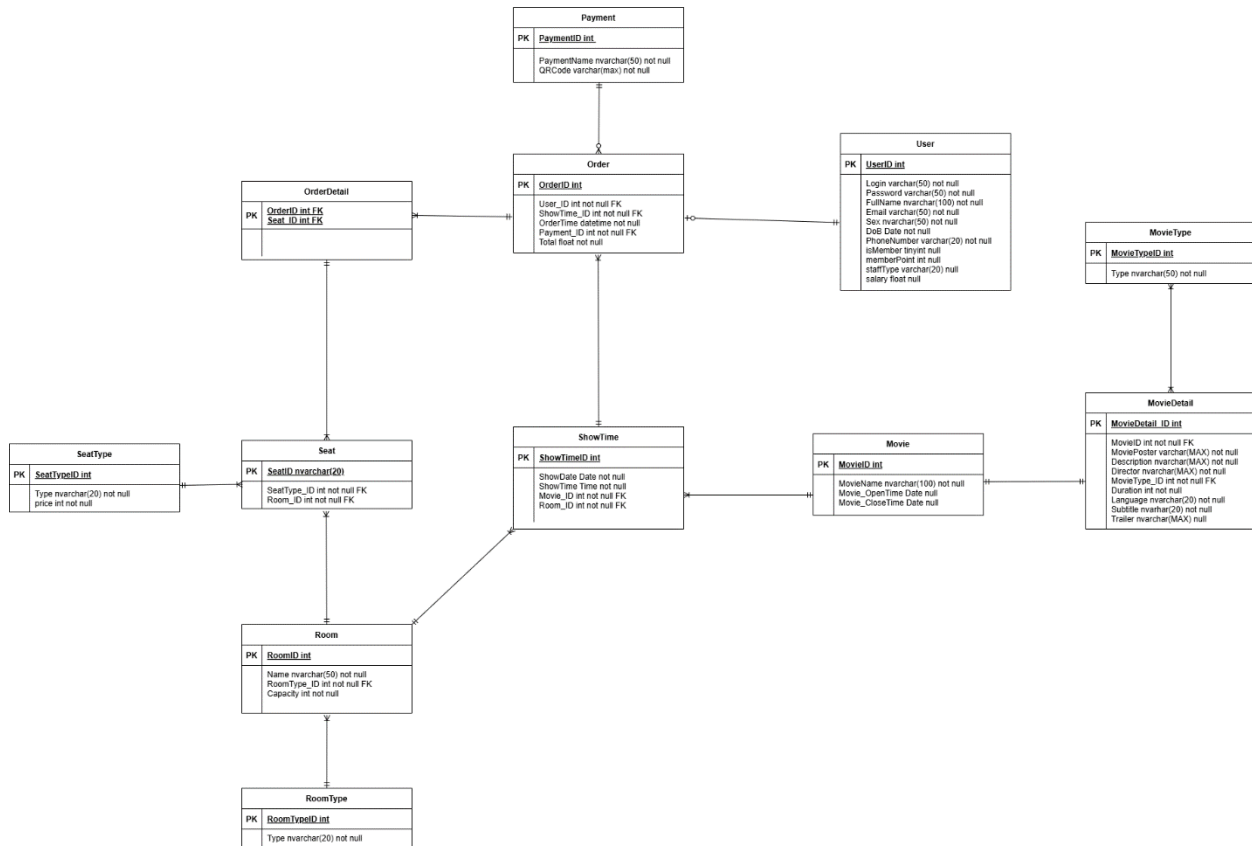 Payment
PK PaymentID int
PaymentName nvarchar(50) not null
QRCode varchar(max) not null
Order
PK OrderID int
User_ID int not null FK
ShowTime_ID int not null FK
OrderTime datetime not null
Payment_ID int not null FK
Total float not null
User
PK UserID int
Login varchar(50) not null
Password varchar(50) not null
FullName nvarchar(100) not null
Email varchar(50) not null
Sex nvarchar(50) not null
DoB Date not null
PhoneNumber varchar(20) not null
isMember tinyint null
memberPoint int null
staffType varchar(20) null
salary float null
OrderDetail
PK OrderID int FK
Seat_ID int FK
MovieType
PK MovieTypeID int
Type nvarchar(50) not null
MovieDetail
PK MovieDetail_ID int
MovieID int not null FK
MoviePoster varchar(MAX) not null
Description nvarchar(MAX) not null
Director nvarchar(MAX) not null
MovieType_ID int not null FK
Duration int not null
Language nvarchar(20) not null
Subtitle nvarhar(20) not null
Trailer nvarchar(MAX) null
SeatType
PK SeatTypeID int
Type nvarchar(20) not null
price int not null
Seat
PK SeatID nvarchar(20)
SeatType_ID int not null FK
Room_ID int not null FK
ShowTime
PK ShowTimeID int
ShowDate Date not null
ShowTime Time not null
Movie_ID int not null FK
Room_ID int not null FK
Movie
PK MovieID int
MovieName nvarchar(100) not null
Movie_OpenTime Date null
Movie_CloseTime Date null
Room
PK RoomID int
Name nvarchar(50) not null
RoomType_ID int not null FK
Capacity int not null
RoomType
PK RoomTypeID int
Type nvarchar(20) not null